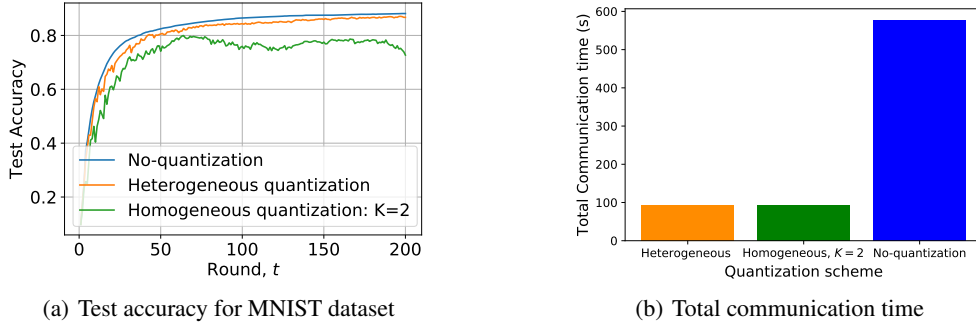 0.8
0.6
0.4
0.2
Test Accuracy
No-quantization
Heterogeneous quantization
Homogeneous quantization: K=2
0 50 100 150 200
Round, t
(a) Test accuracy for MNIST dataset
600
500
400
300
200
100
0
Total Communication time (s)
Heterogeneous Homogeneous, K = 2 No-quantization
Quantization scheme
(b) Total communication time